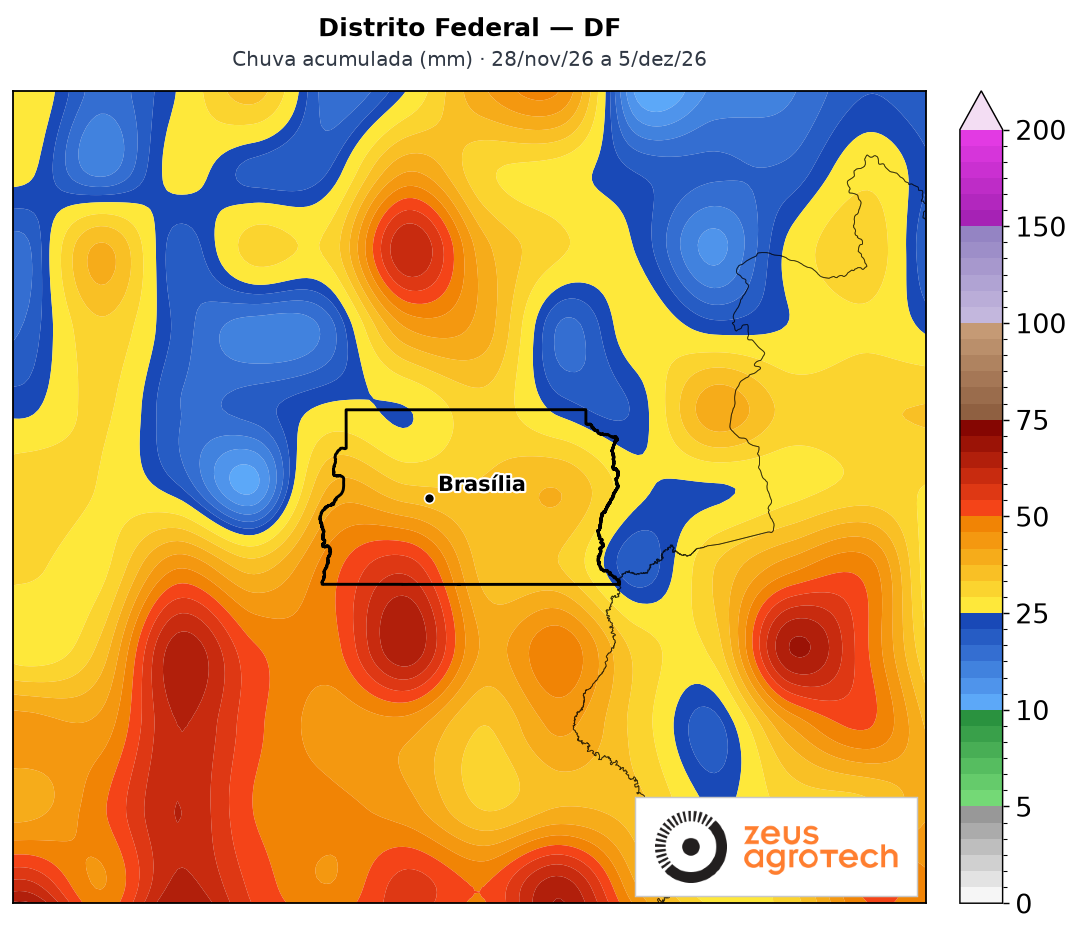 Distrito Federal — DF
Chuva acumulada (mm) · 28/nov/26 a 5/dez/26
200
150
100
75
50
25
10
5
0
Brasília
zeus
agrotech